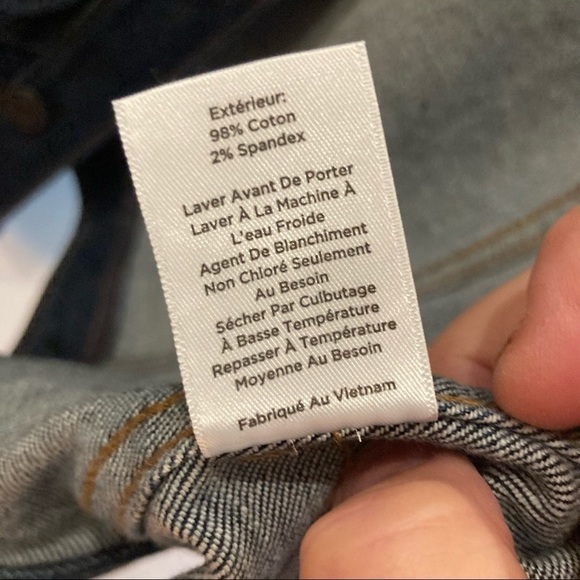 Extérieur:
98% Coton
2% Spandex
Laver Avant De Porter
Laver À La Machine À
L'eau Froide
Agent De Blanchiment
Non Chloré Seulement
Au Besoin
Sécher Par Culbutage
À Basse Température
Repasser À Température
Moyenne Au Besoin
Fabriqué Au Vietnam